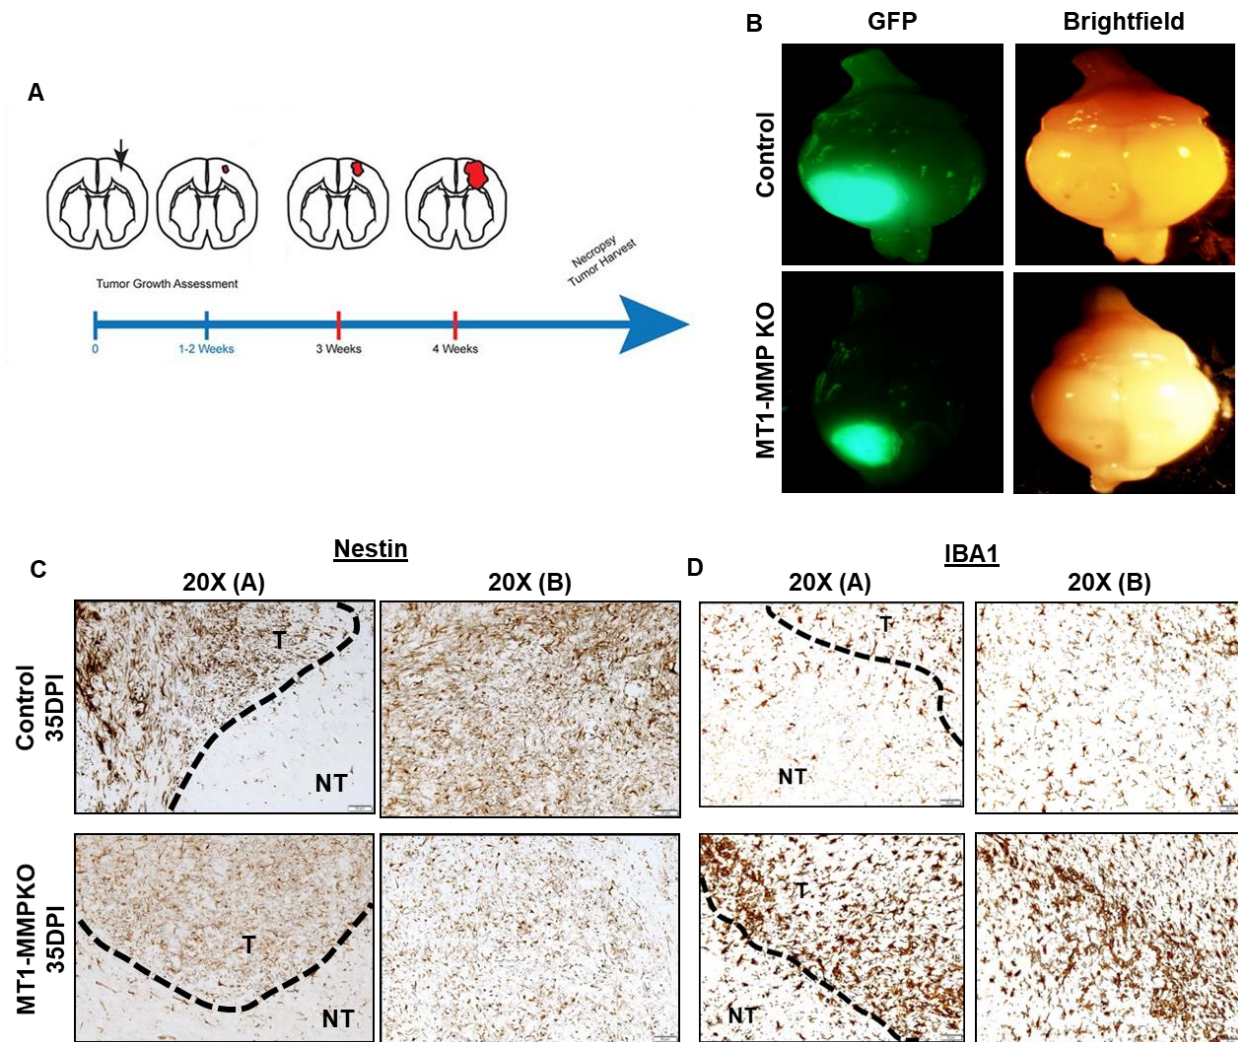 A
Tumor Growth Assessment
Necropsy
Tumor Harvest
0
1-2 Weeks
3 Weeks
4 Weeks
B
GFP
Brightfield
Control
MT1-MMP KO
C
Nestin
20X (A)
20X (B)
Control
35DPI
T
NT
MT1-MMPKO
35DPI
T
NT
D
IBA1
20X (A)
20X (B)
T
NT
T
NT